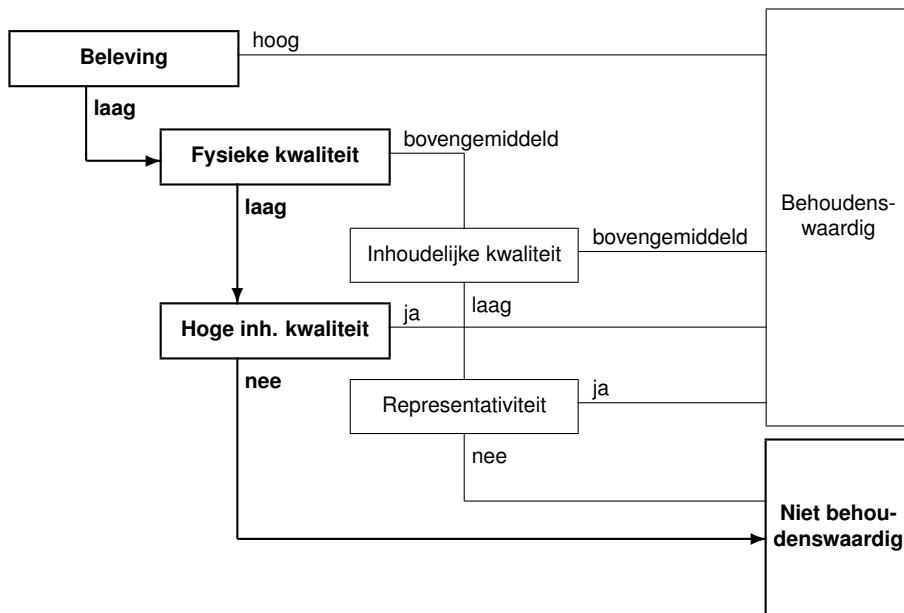 hoog
Beleving
laag
bovengemiddeld
Fysieke kwaliteit
laag
Behoudens-
waardig
bovengemiddeld
Inhoudelijke kwaliteit
laag
ja
Hoge inh. kwaliteit
nee
ja
Representativiteit
nee
Niet behou-
denswaardig